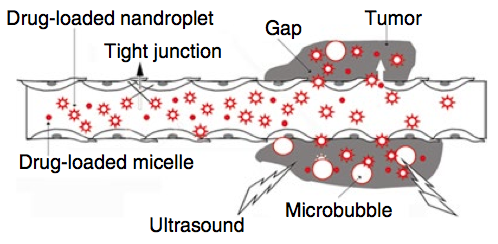 Drug-loaded nandroplet
Tumor
Gap
Tight junction
Drug-loaded micelle
Ultrasound
Microbubble